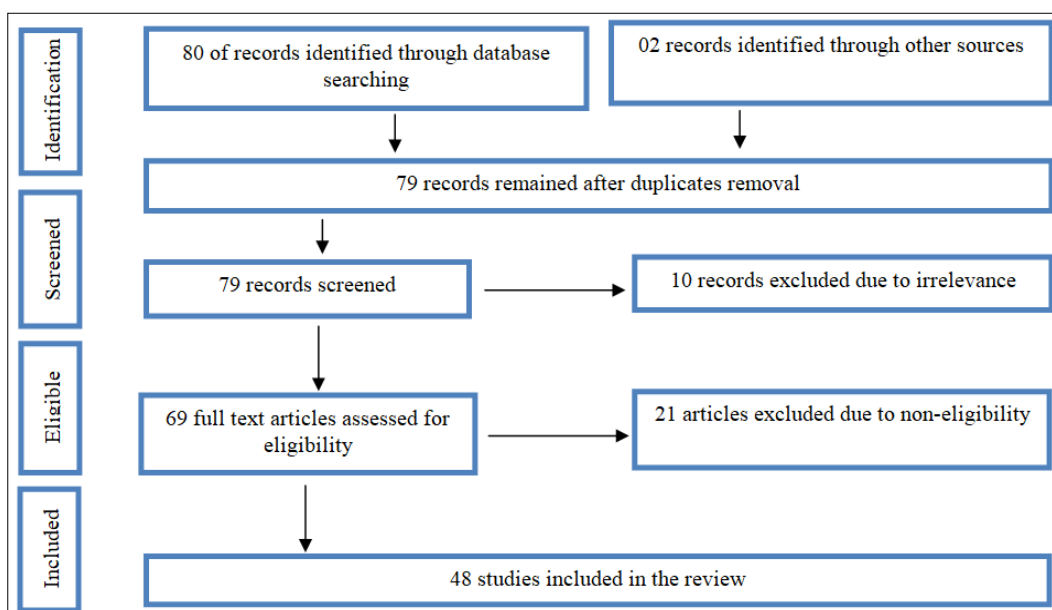 Identification
80 of records identified through database
searching
02 records identified through other sources
79 records remained after duplicates removal
Screened
79 records screened
10 records excluded due to irrelevance
Eligible
69 full text articles assessed for
eligibility
21 articles excluded due to non-eligibility
Included
48 studies included in the review